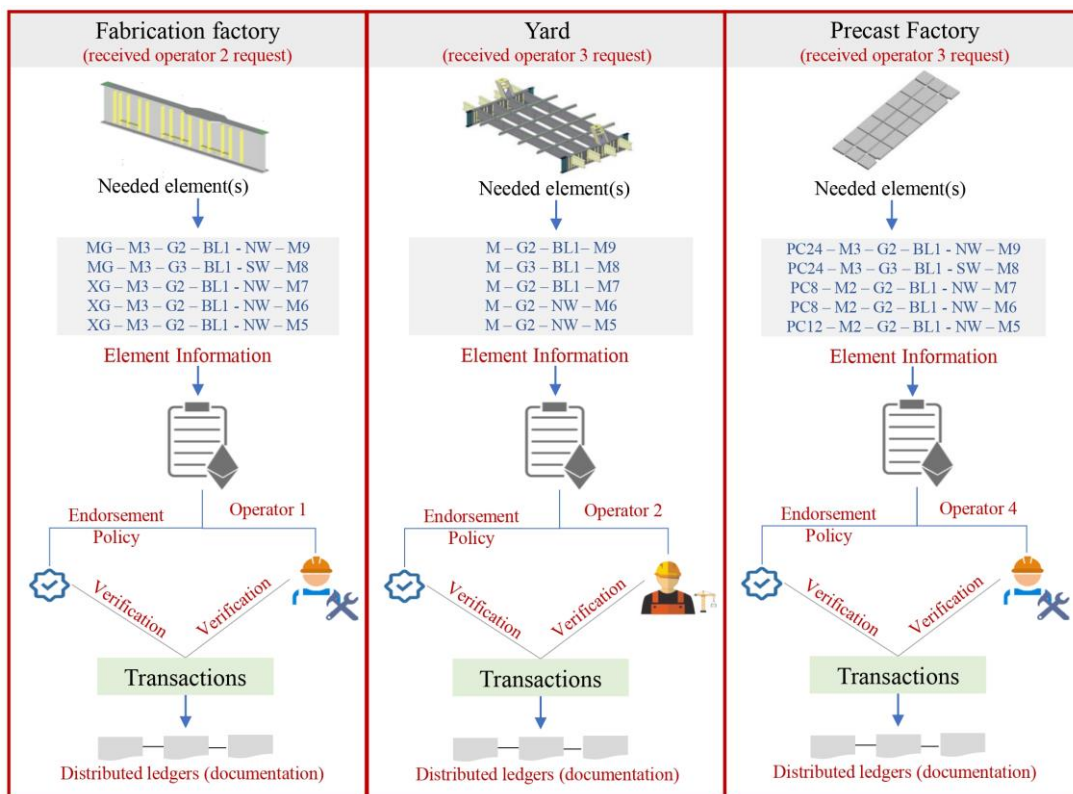 Fabrication factory
(received operator 2 request)
Needed element(s)
MG – M3 – G2 – BL1 - NW – M9
MG – M3 – G3 – BL1 - SW – M8
XG – M3 – G2 – BL1 - NW – M7
XG – M3 – G2 – BL1 - NW – M6
XG – M3 – G2 – BL1 - NW – M5
Element Information
Endorsement
Policy
Operator 1
Verification
Verification
Transactions
Distributed ledgers (documentation)
Yard
(received operator 3 request)
Needed element(s)
M – G2 – BL1– M9
M – G3 – BL1– M8
M – G2 – BL1– M7
M – G2 – NW – M6
M – G2 – NW – M5
Element Information
Endorsement
Policy
Operator 2
Verification
Verification
Transactions
Distributed ledgers (documentation)
Precast Factory
(received operator 3 request)
Needed element(s)
PC24 – M3 – G2 – BL1 - NW – M9
PC24 – M3 – G3 – BL1 - SW – M8
PC8 – M2 – G2 – BL1 - NW – M7
PC8 – M2 – G2 – BL1 - NW – M6
PC12 – M2 – G2 – BL1 - NW – M5
Element Information
Endorsement
Policy
Operator 4
Verification
Verification
Transactions
Distributed ledgers (documentation)